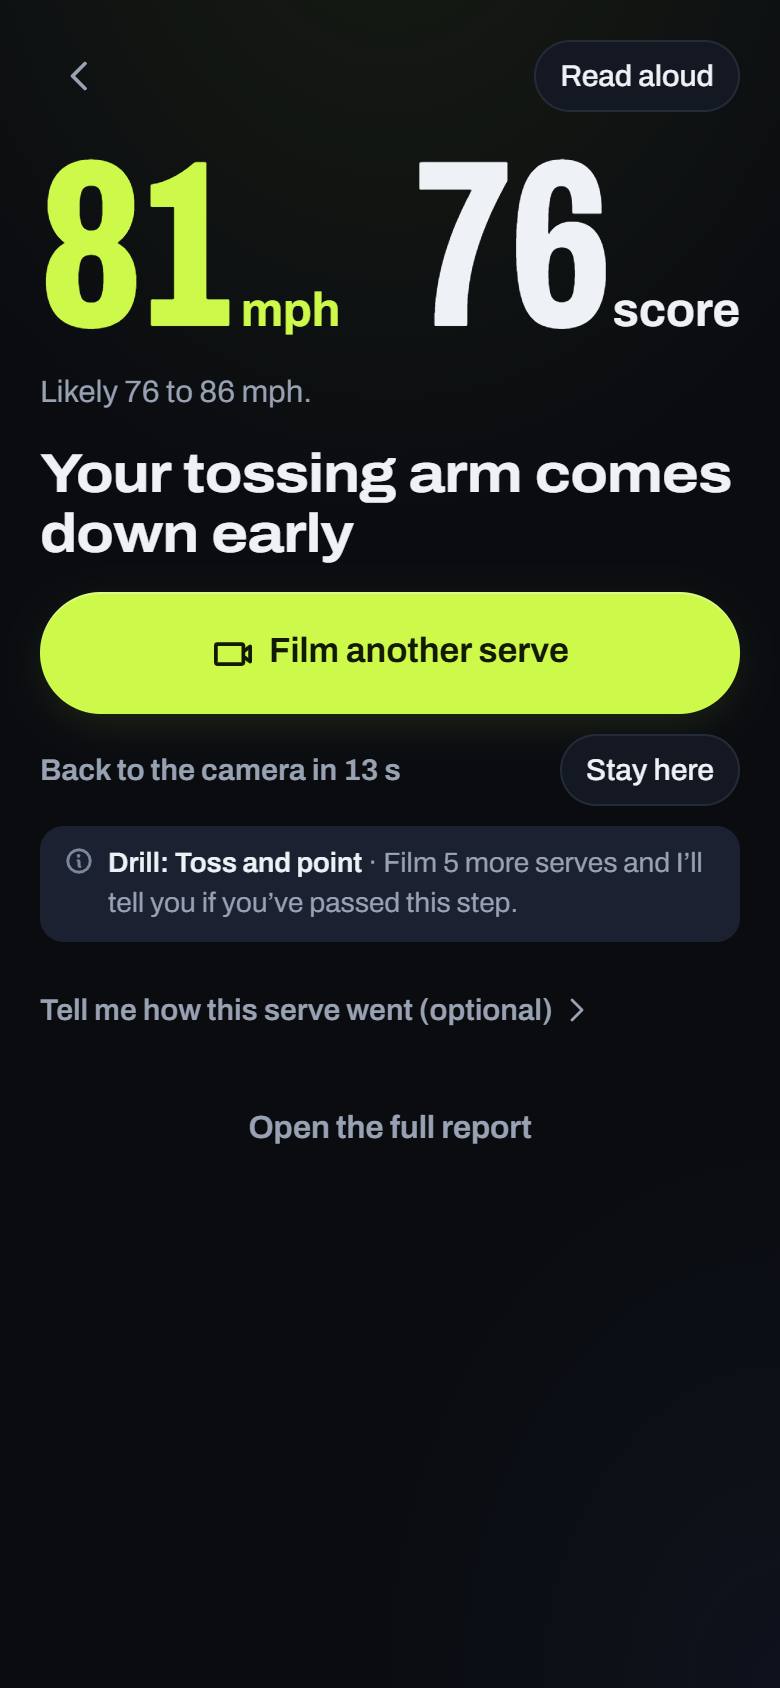 Read aloud
81 mph
76 score
Likely 76 to 86 mph.
Your tossing arm comes
down early
Film another serve
Back to the camera in 13 s
Stay here
Drill: Toss and point · Film 5 more serves and I’ll
tell you if you’ve passed this step.
Tell me how this serve went (optional)
Open the full report